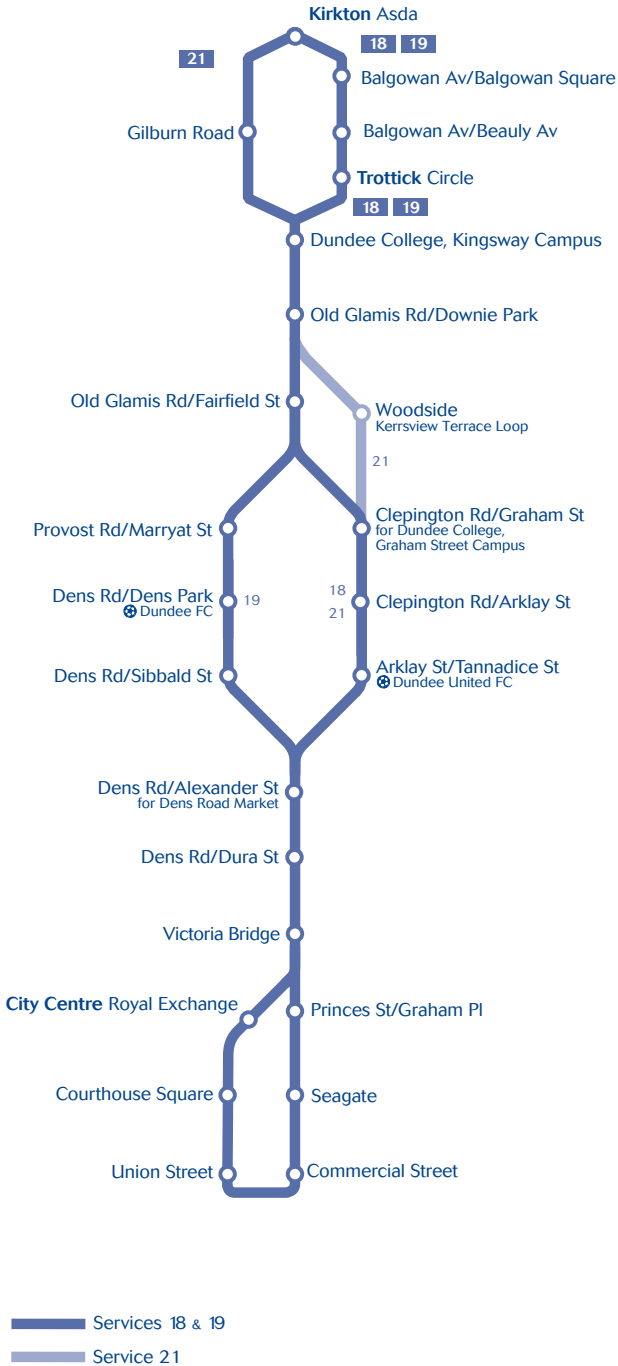 Kirkton Asda
21
18 19
Balgowan Av/Balgowan Square
Gilburn Road
Balgowan Av/Beauly Av
Trottick Circle
18 19
Dundee College, Kingsway Campus
Old Glamis Rd/Downie Park
Old Glamis Rd/Fairfield St
Woodside
Kerrsview Terrace Loop
21
Clepington Rd/Graham St
for Dundee College,
Graham Street Campus
Provost Rd/Marryat St
Dens Rd/Dens Park
Dundee FC
19
18
21
Clepington Rd/Arklay St
Dens Rd/Sibbald St
Arklay St/Tannadice St
Dundee United FC
Dens Rd/Alexander St
for Dens Road Market
Dens Rd/Dura St
Victoria Bridge
City Centre Royal Exchange
Princes St/Graham Pl
Courthouse Square
Seagate
Union Street
Commercial Street
Services 18 & 19
Service 21